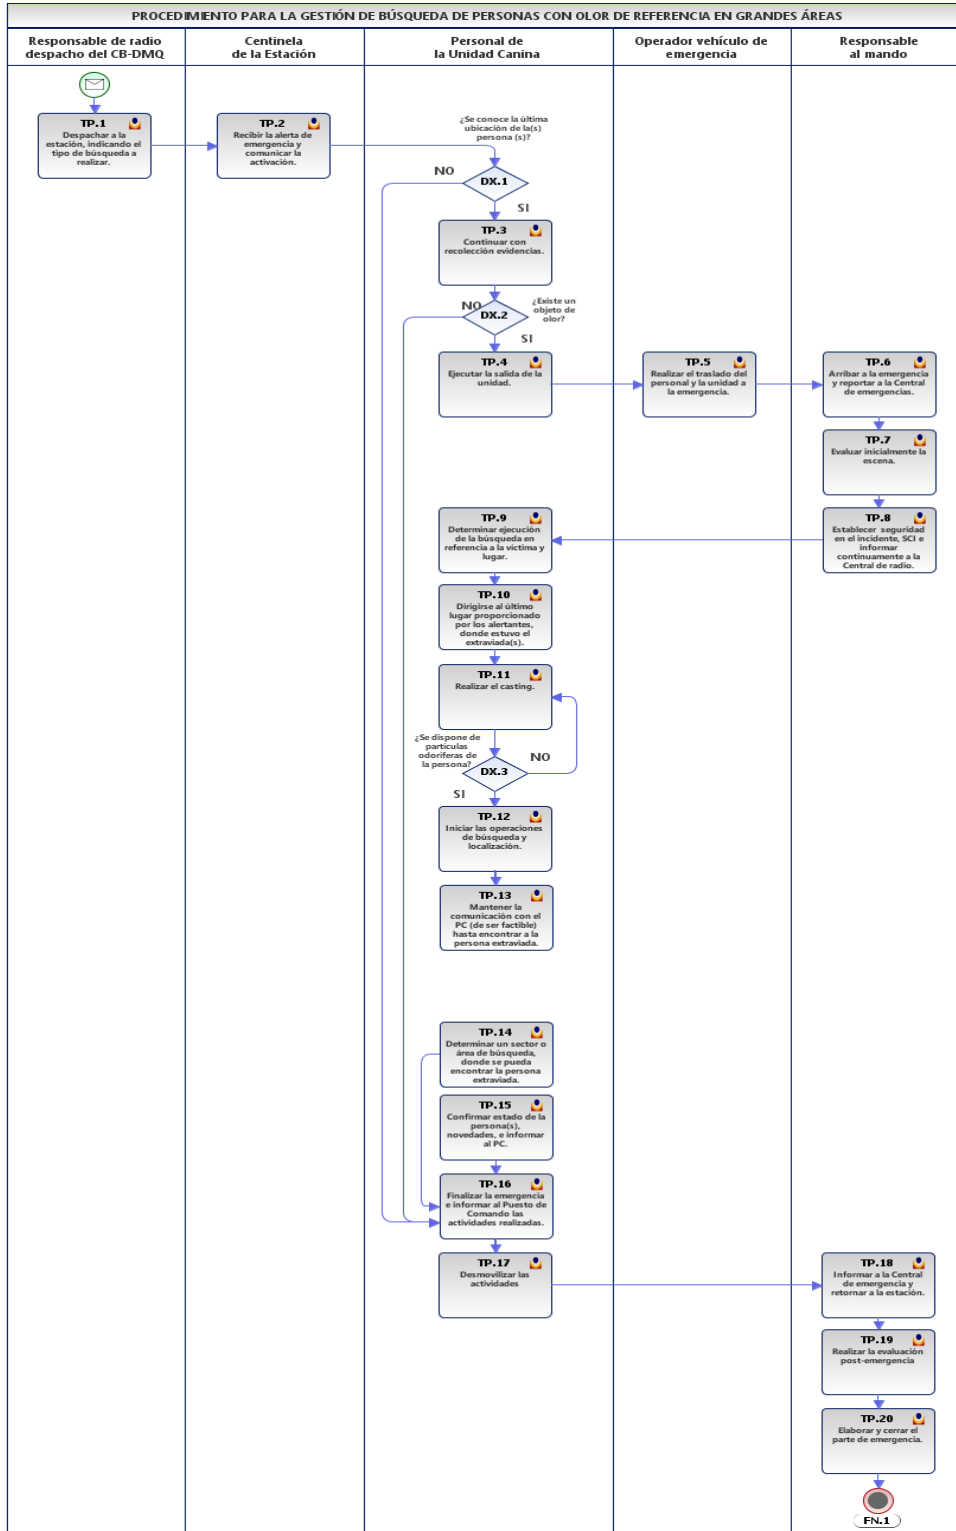 PROCEDIMIENTO PARA LA GESTIÓN DE BÚSQUEDA DE PERSONAS CON OLOR DE REFERENCIA EN GRANDES ÁREAS
Responsable de radio
despacho del CB-DMQ
Centinela
de la Estación
Personal de
la Unidad Canina
Operador vehículo de
emergencia
Responsable
al mando
TP.1
Despachar a la
estación, indicando el
tipo de búsqueda a
realizar.
TP.2
Recibir la alerta de
emergencia y
comunicar la
activación.
¿Se conoce la última
ubicación de la(s)
persona (s)?
NO
DX.1
SI
TP.3
Continuar con
recolección evidencias.
NO
DX.2
¿Existe un
objeto de
olor?
SI
TP.4
Ejecutar la salida de la
unidad.
TP.5
Realizar el traslado del
personal y la unidad a
la emergencia.
TP.6
Arribar a la emergencia
y reportar a la Central
de emergencias.
TP.7
Evaluar inicialmente la
escena.
TP.8
Establecer seguridad
en el incidente, SCI e
informar
continuamente a la
Central de radio.
TP.9
Determinar ejecución
de la búsqueda en
referencia a la víctima y
lugar.
TP.10
Dirigirse al último
lugar proporcionado
por los alertantes,
donde estuvo el
extraviada(s).
TP.11
Realizar el casting.
¿Se dispone de
partículas
odoríferas de
la persona?
DX.3
NO
SI
TP.12
Iniciar las operaciones
de búsqueda y
localización.
TP.13
Mantener la
comunicación con el
PC (de ser factible)
hasta encontrar a la
persona extraviada.
TP.14
Determinar un sector o
área de búsqueda,
donde se pueda
encontrar la persona
extraviada.
TP.15
Confirmar estado de la
persona(s),
novedades, e informar
al PC.
TP.16
Finalizar la emergencia
e informar al Puesto de
Comando las
actividades realizadas.
TP.17
Desmovilizar las
actividades
TP.18
Informar a la Central
de emergencia y
retornar a la estación.
TP.19
Realizar la evaluación
post-emergencia
TP.20
Elaborar y cerrar el
parte de emergencia.
FN.1